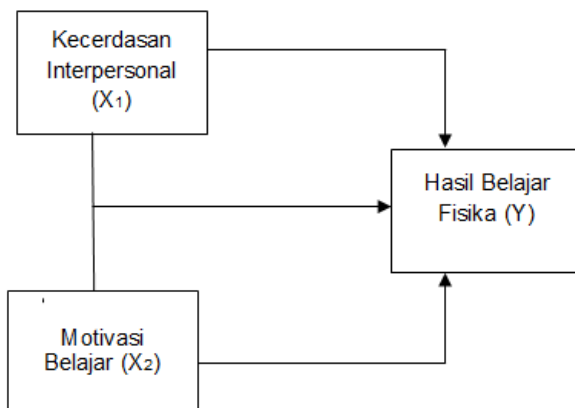 Kecerdasan
Interpersonal
(X₁)
Hasil Belajar
Fisika (Y)
Motivasi
Belajar (X₂)